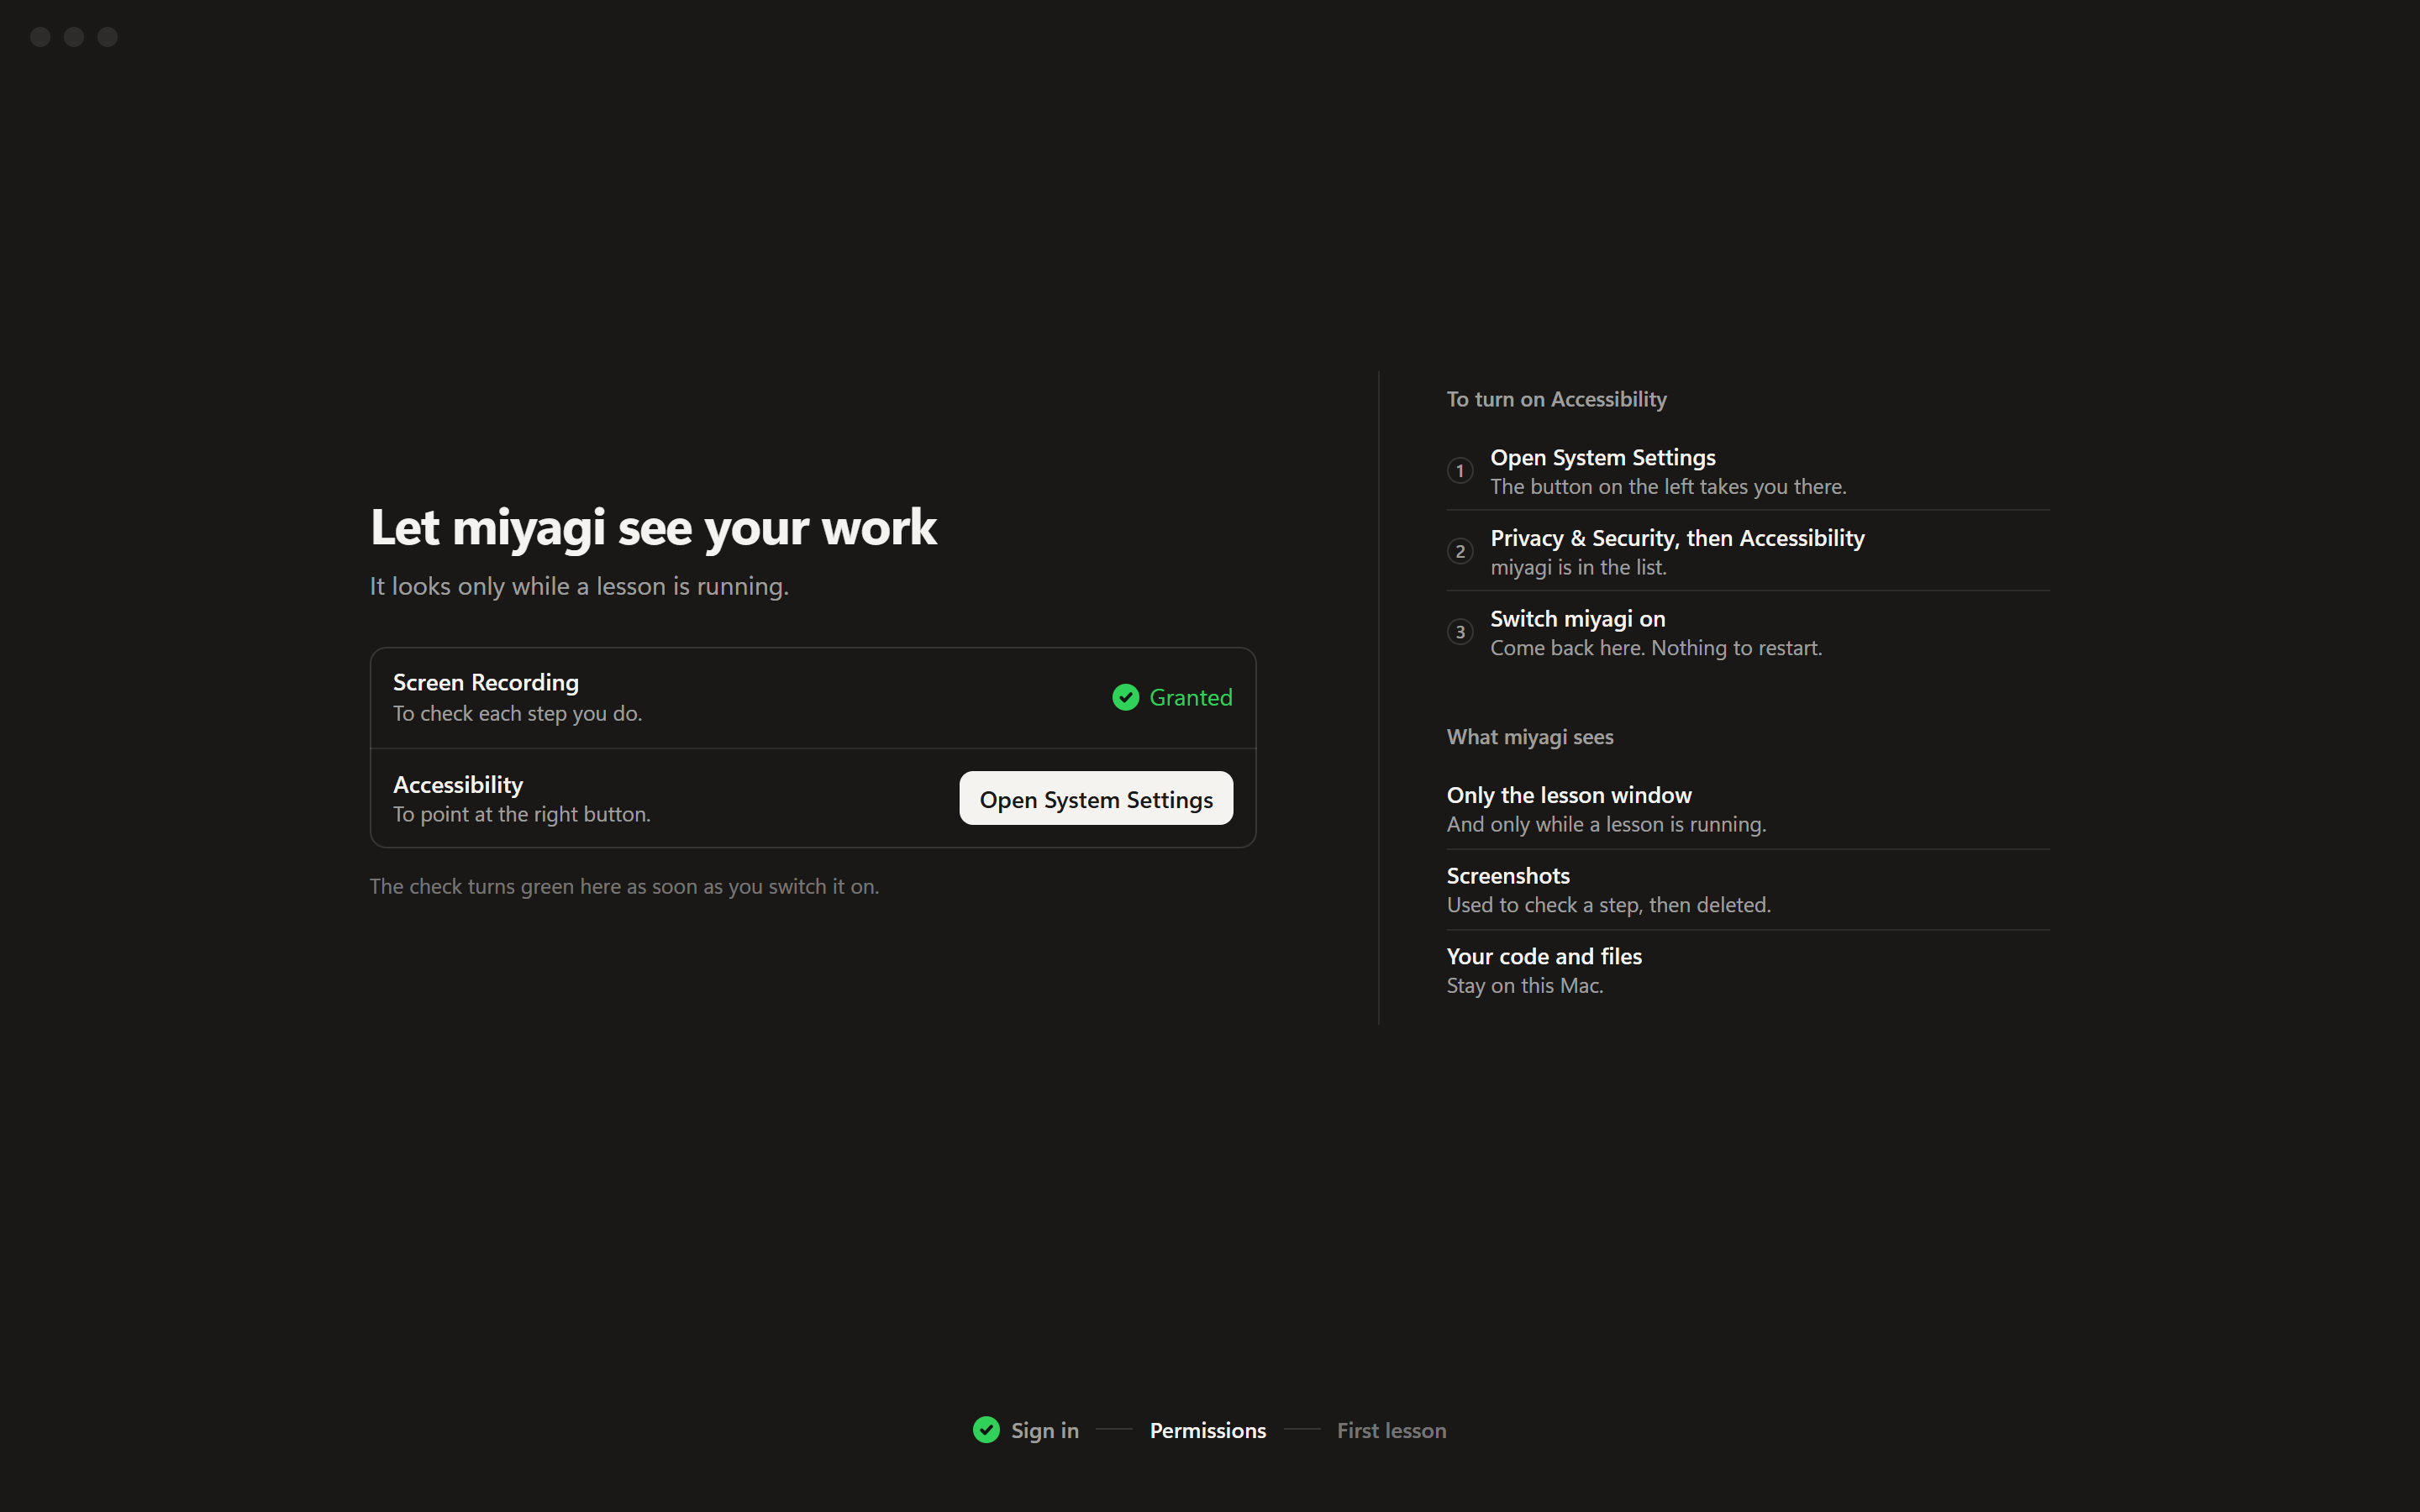 Let miyagi see your work
It looks only while a lesson is running.
Screen Recording
To check each step you do.
Granted
Accessibility
To point at the right button.
Open System Settings
The check turns green here as soon as you switch it on.
To turn on Accessibility
1
Open System Settings
The button on the left takes you there.
2
Privacy & Security, then Accessibility
miyagi is in the list.
3
Switch miyagi on
Come back here. Nothing to restart.
What miyagi sees
Only the lesson window
And only while a lesson is running.
Screenshots
Used to check a step, then deleted.
Your code and files
Stay on this Mac.
Sign in
Permissions
First lesson